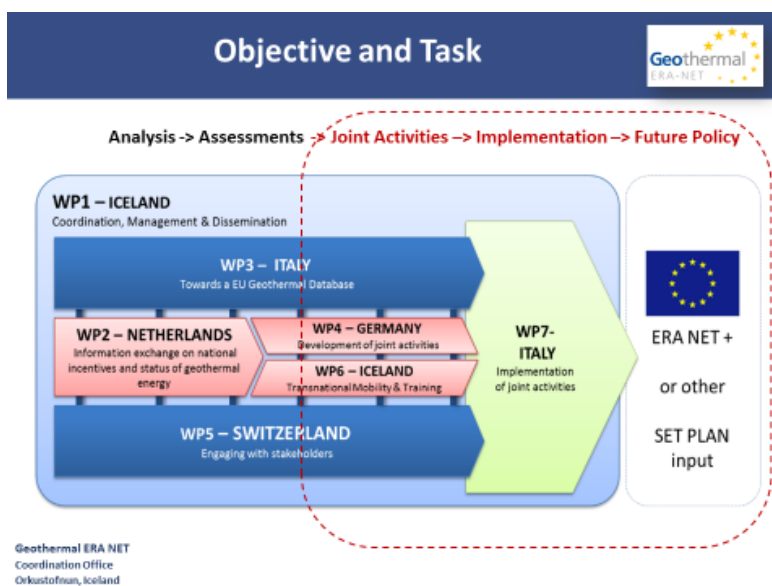 Objective and Task
Geothermal
ERA-NET
Analysis -> Assessments -> Joint Activities –> Implementation –> Future Policy
WP1 – ICELAND
Coordination, Management & Dissemination
WP3 – ITALY
Towards a EU Geothermal Database
WP2 – NETHERLANDS
Information exchange on national
incentives and status of geothermal
energy
WP4 – GERMANY
Development of joint activities
WP6 – ICELAND
Transnational Mobility & Training
WP5 – SWITZERLAND
Engaging with stakeholders
WP7-
ITALY
Implementation
of joint activities
ERA NET +
or other
SET PLAN
input
Geothermal ERA NET
Coordination Office
Orkustofnun, Iceland